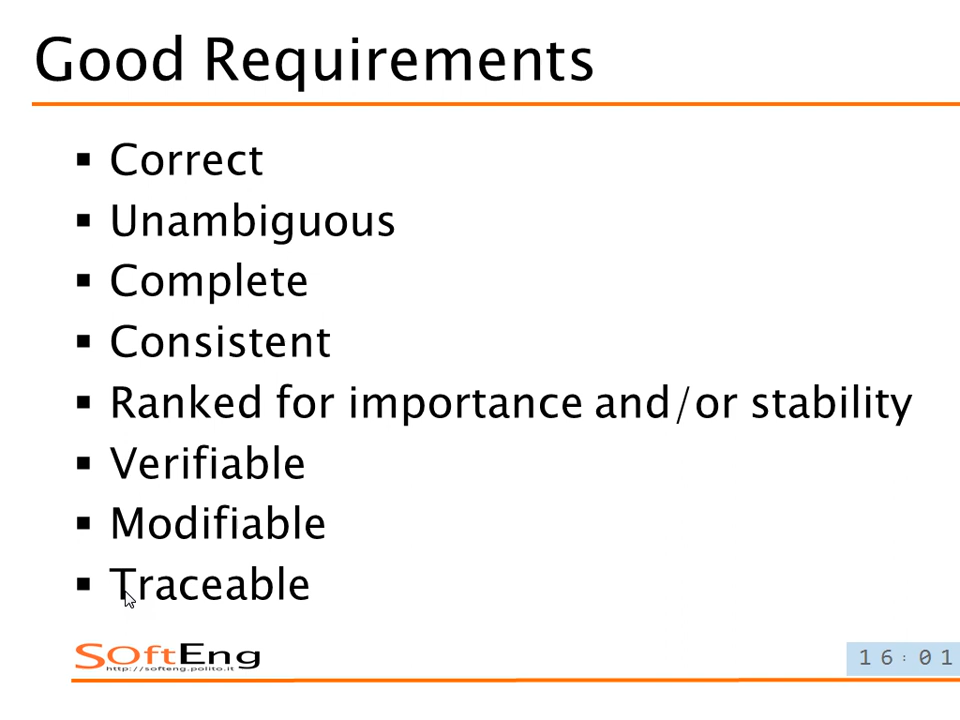 Good Requirements
▪ Correct
▪ Unambiguous
▪ Complete
▪ Consistent
▪ Ranked for importance and/or stability
▪ Verifiable
▪ Modifiable
▪ Traceable
SOftEng
http://softeng.polito.it
16:01